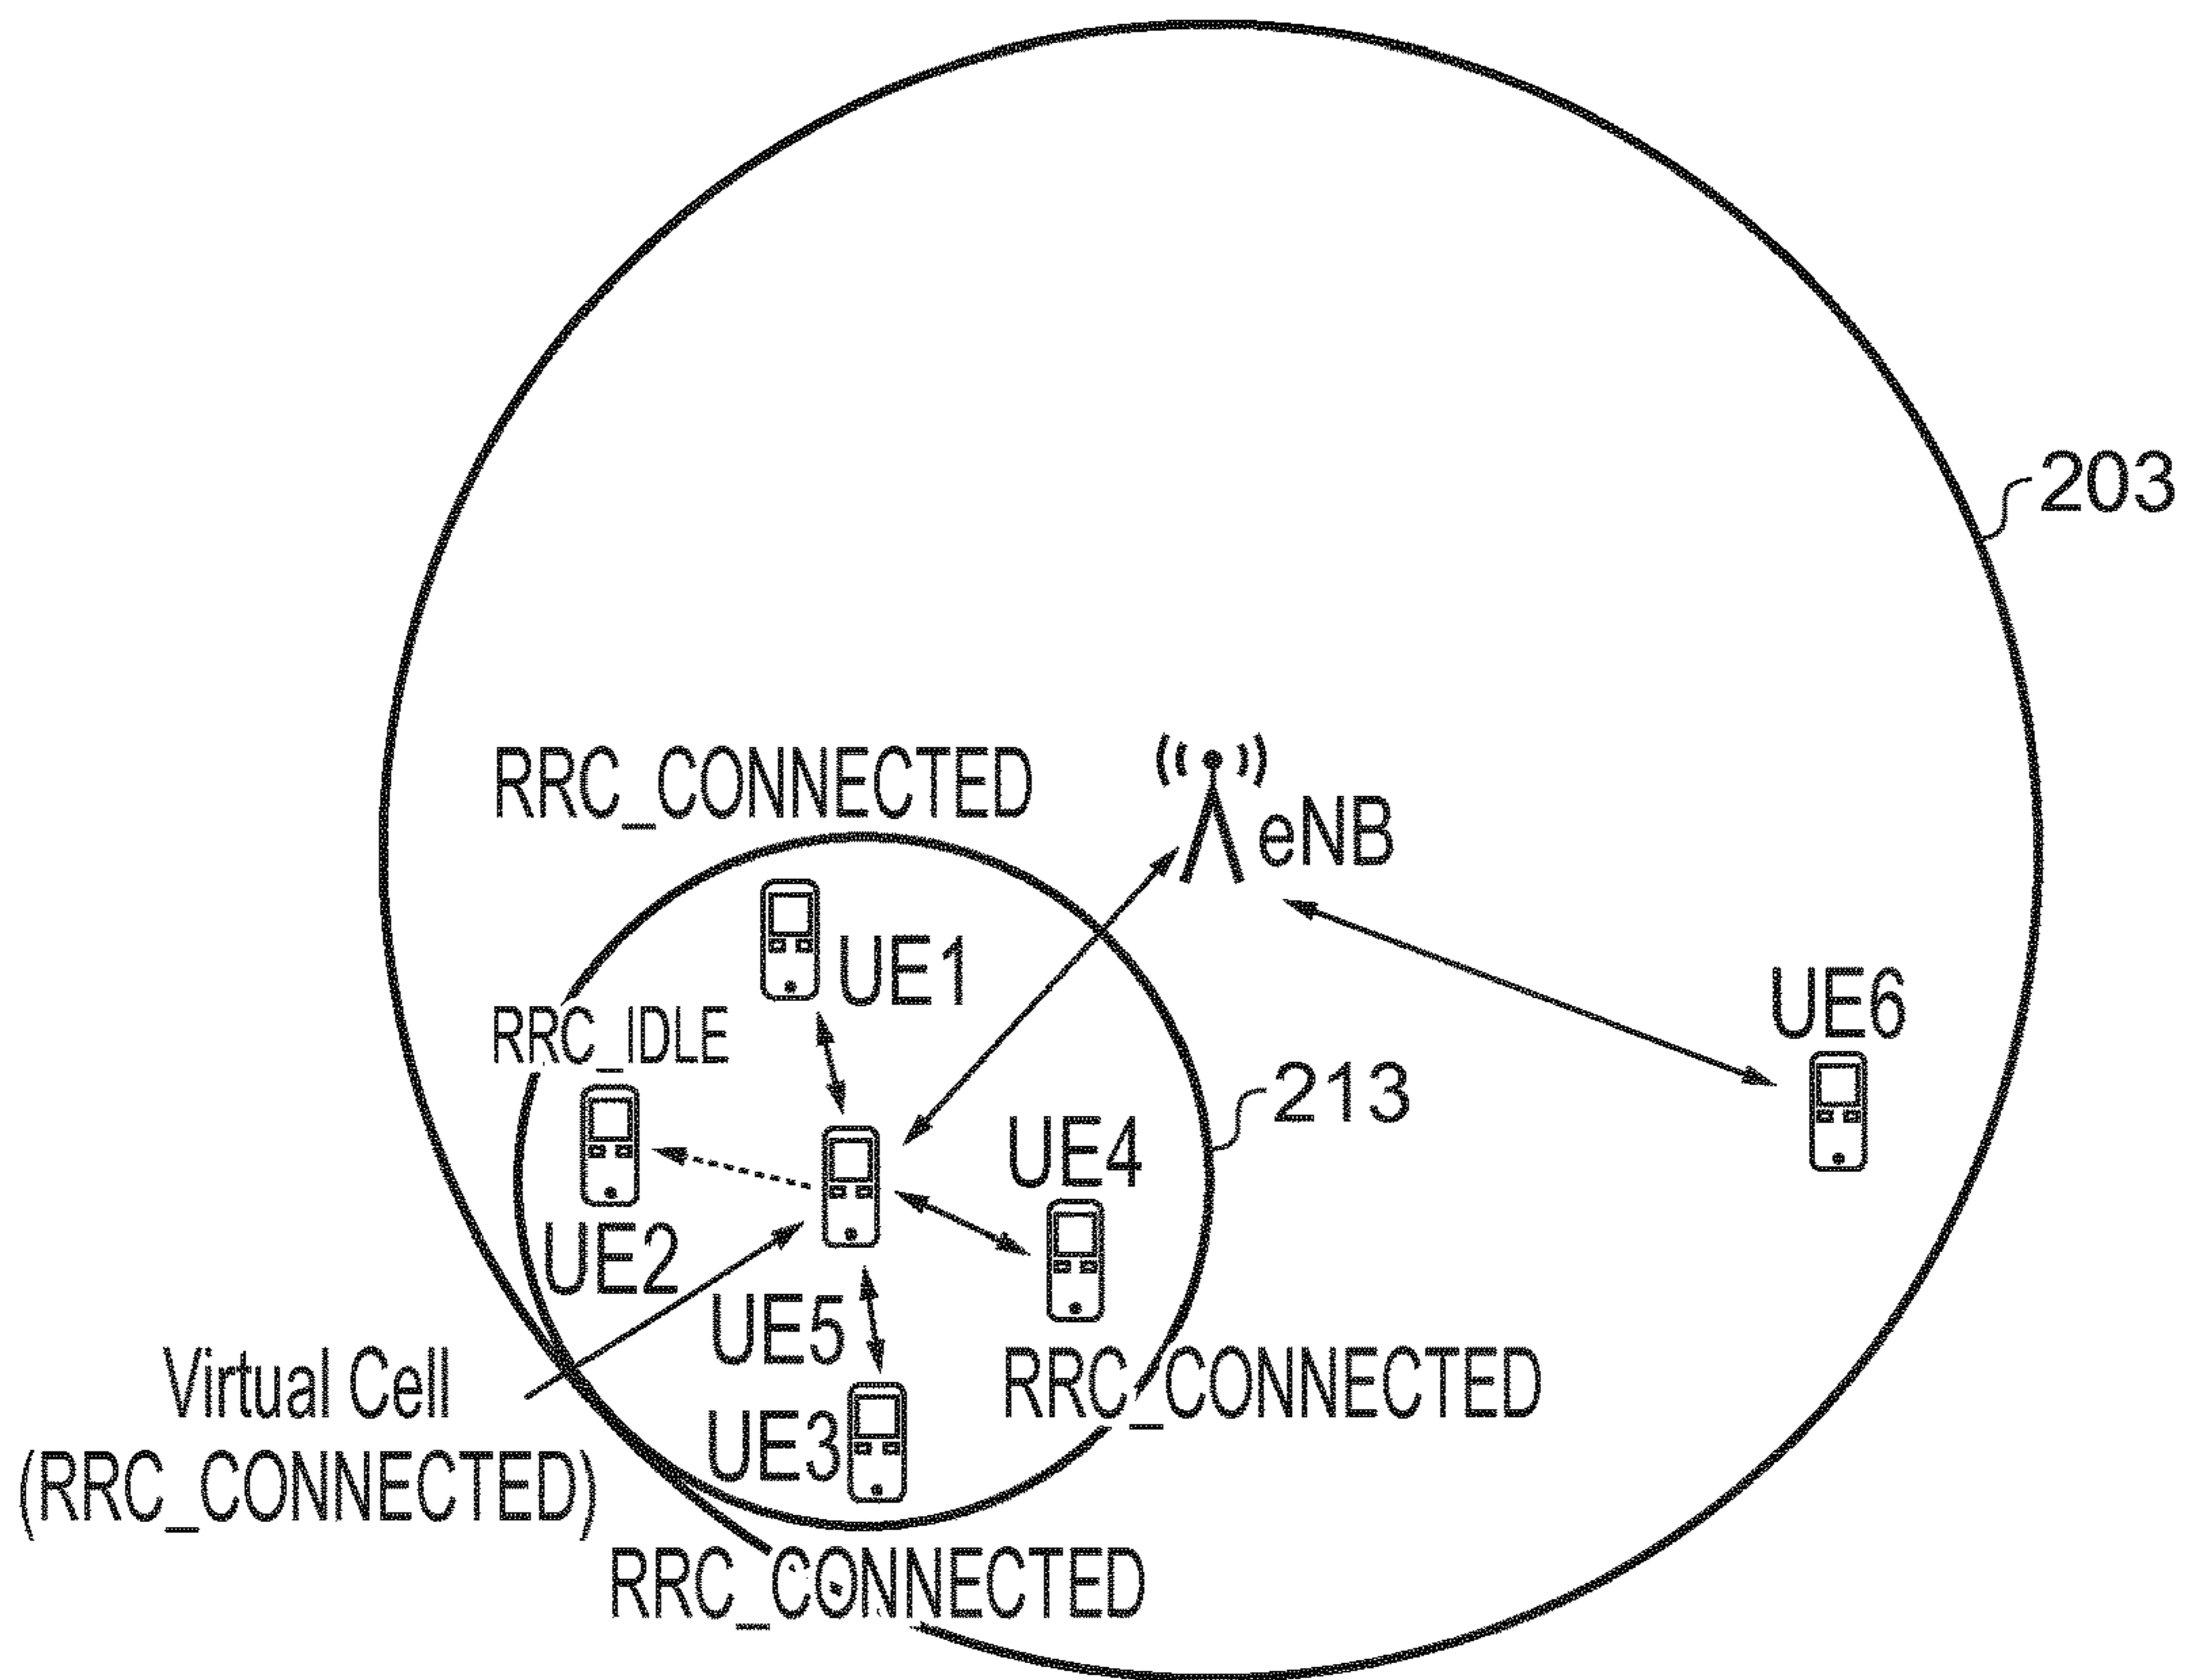 203
RRC_CONNECTED
eNB
UE1
UE6
RRC_IDLE
213
UE4
UE2
UE5
Virtual Cell
(RRC_CONNECTED)
RRC_CONNECTED
UE3
RRC_CONNECTED